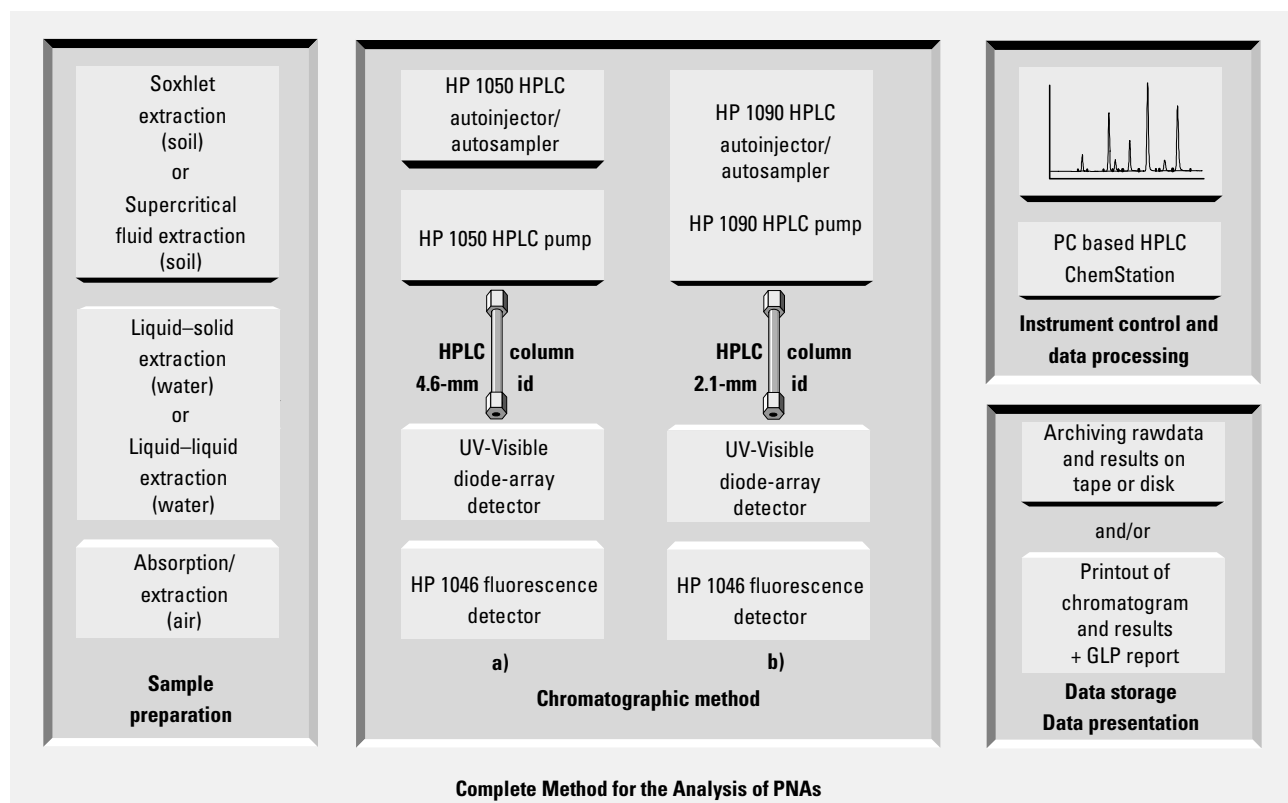 Soxhlet
extraction
(soil)
or
Supercritical
fluid extraction
(soil)
Liquid–solid
extraction
(water)
or
Liquid–liquid
extraction
(water)
Absorption/
extraction
(air)
Sample
preparation
HP 1050 HPLC
autoinjector/
autosampler
HP 1050 HPLC pump
HPLC column
4.6-mm id
UV-Visible
diode-array
detector
HP 1046 fluorescence
detector
a)
HP 1090 HPLC
autoinjector/
autosampler
HP 1090 HPLC pump
HPLC column
2.1-mm id
UV-Visible
diode-array
detector
HP 1046 fluorescence
detector
b)
Chromatographic method
PC based HPLC
ChemStation
Instrument control and
data processing
Archiving rawdata
and results on
tape or disk
and/or
Printout of
chromatogram
and results
+ GLP report
Data storage
Data presentation
Complete Method for the Analysis of PNAs